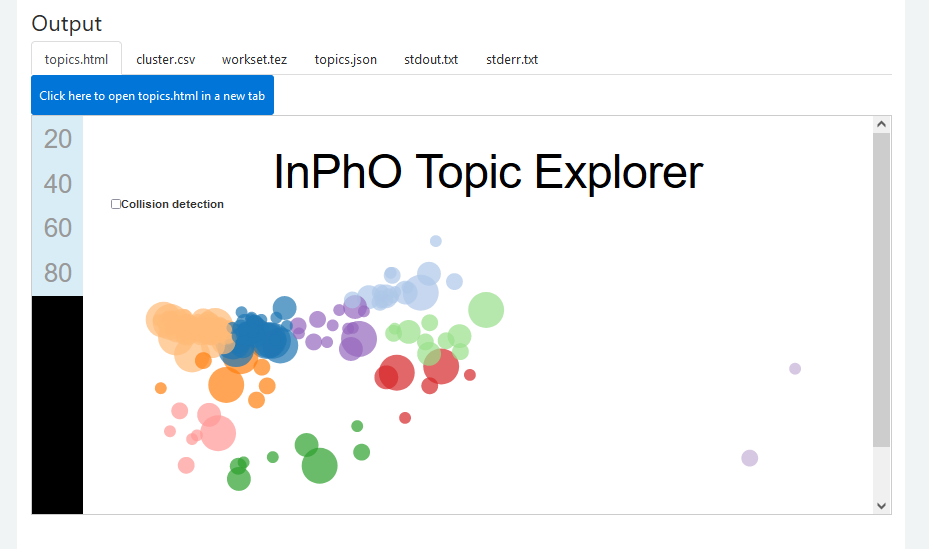 Output
topics.html cluster.csv workset.tez topics.json stdout.txt stderr.txt
Click here to open topics.html in a new tab
20
40
60
80
InPhO Topic Explorer
Collision detection